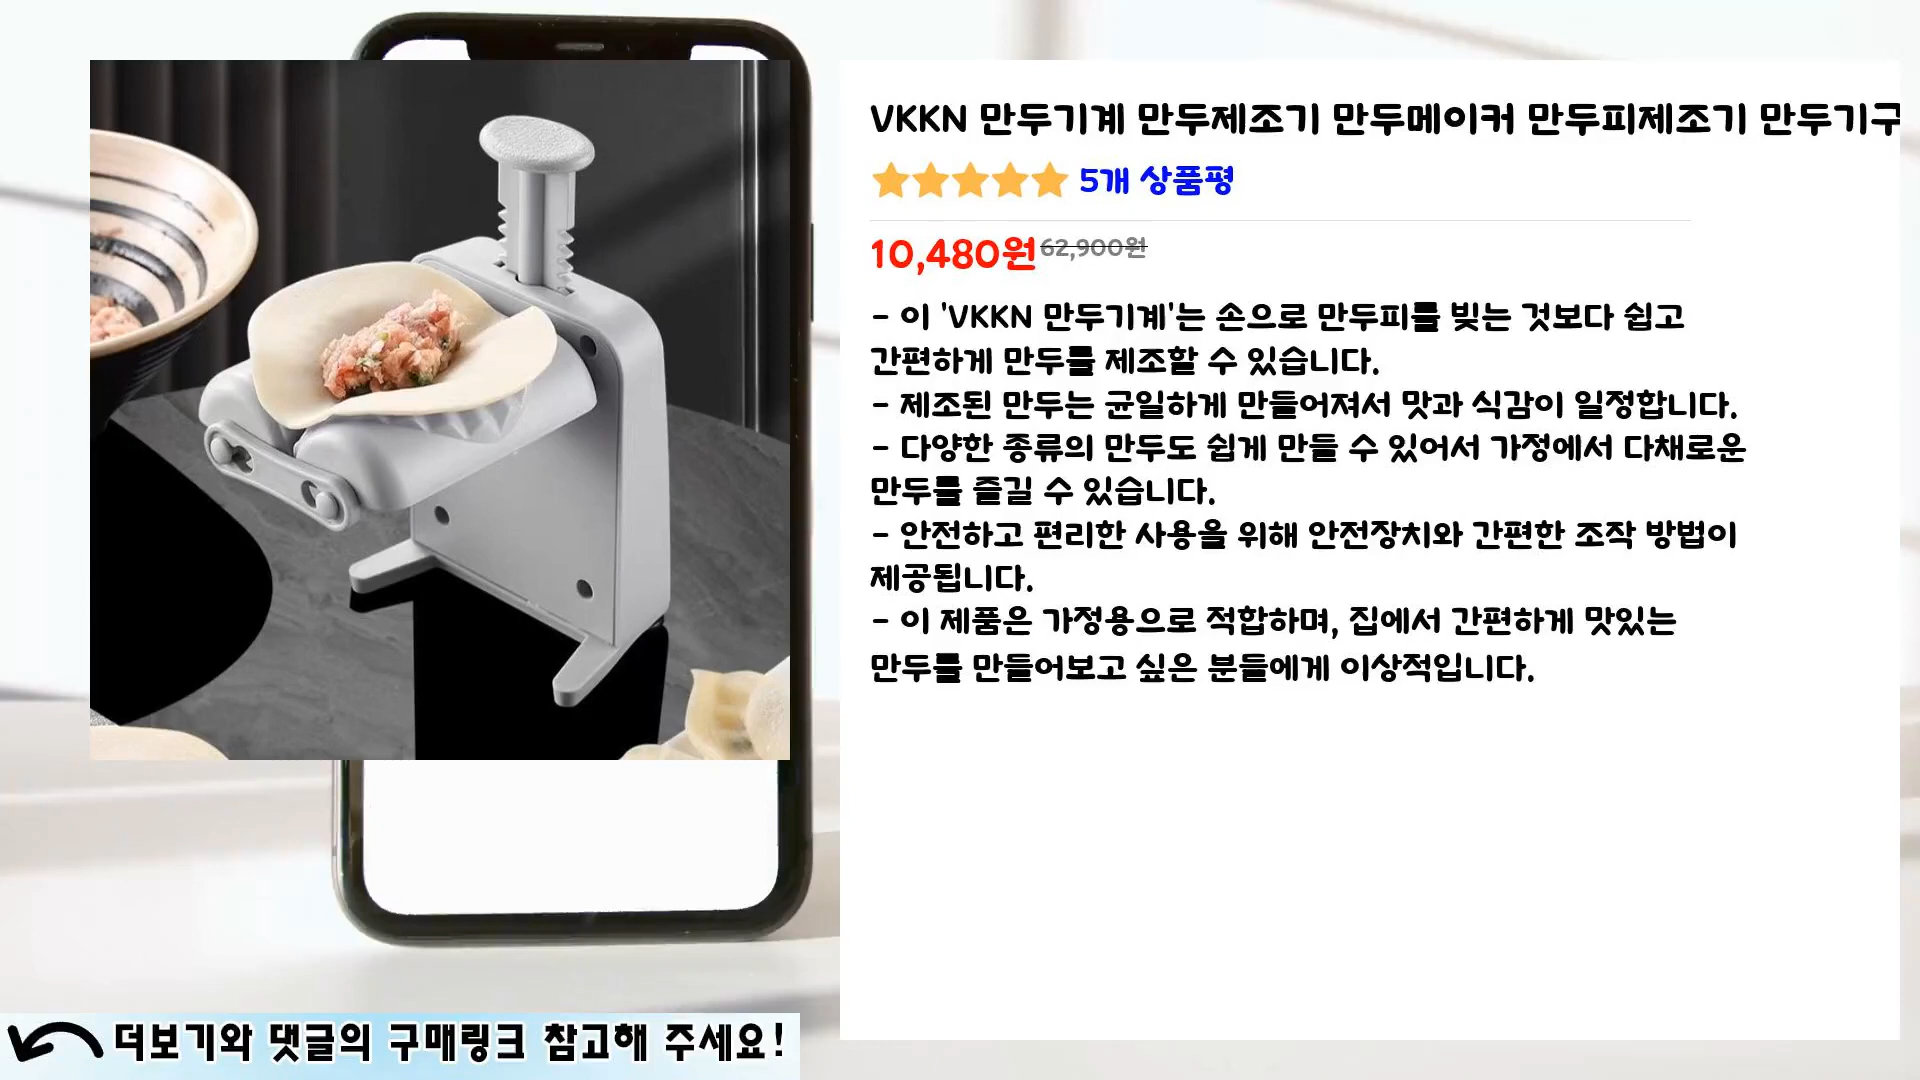 VKKN 만두기계 만두제조기 만두메이커 만두피제조기 만두기구
5개 상품평
10,480원 62,900원
- 이 'VKKN 만두기계'는 손으로 만두피를 빚는 것보다 쉽고
간편하게 만두를 제조할 수 있습니다.
- 제조된 만두는 균일하게 만들어져서 맛과 식감이 일정합니다.
- 다양한 종류의 만두도 쉽게 만들 수 있어서 가정에서 다채로운
만두를 즐길 수 있습니다.
- 안전하고 편리한 사용을 위해 안전장치와 간편한 조작 방법이
제공됩니다.
- 이 제품은 가정용으로 적합하며, 집에서 간편하게 맛있는
만두를 만들어보고 싶은 분들에게 이상적입니다.
더보기와 댓글의 구매링크 참고해 주세요!